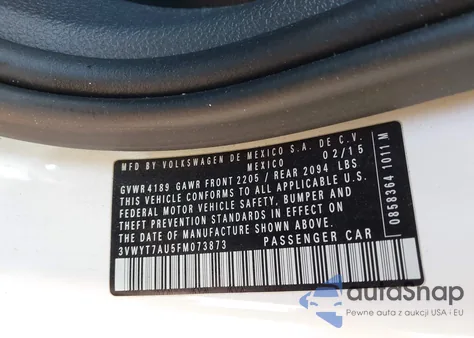 MFD BY VOLKSWAGEN DE MEXICO S.A. DE C.V.
MEXICO 02/15
GVWR 4189 GAWR FRONT 2205 / REAR 2094 LBS
THIS VEHICLE CONFORMS TO ALL APPLICABLE U.S.
FEDERAL MOTOR VEHICLE SAFETY, BUMPER, AND
THEFT PREVENTION STANDARDS IN EFFECT ON
THE DATE OF MANUFACTURE SHOWN ABOVE.
3VWYT7AU5FM073873 PASSENGER CAR
0858364 1011 M
autoSnap
Pewne auta z aukcji USA i EU